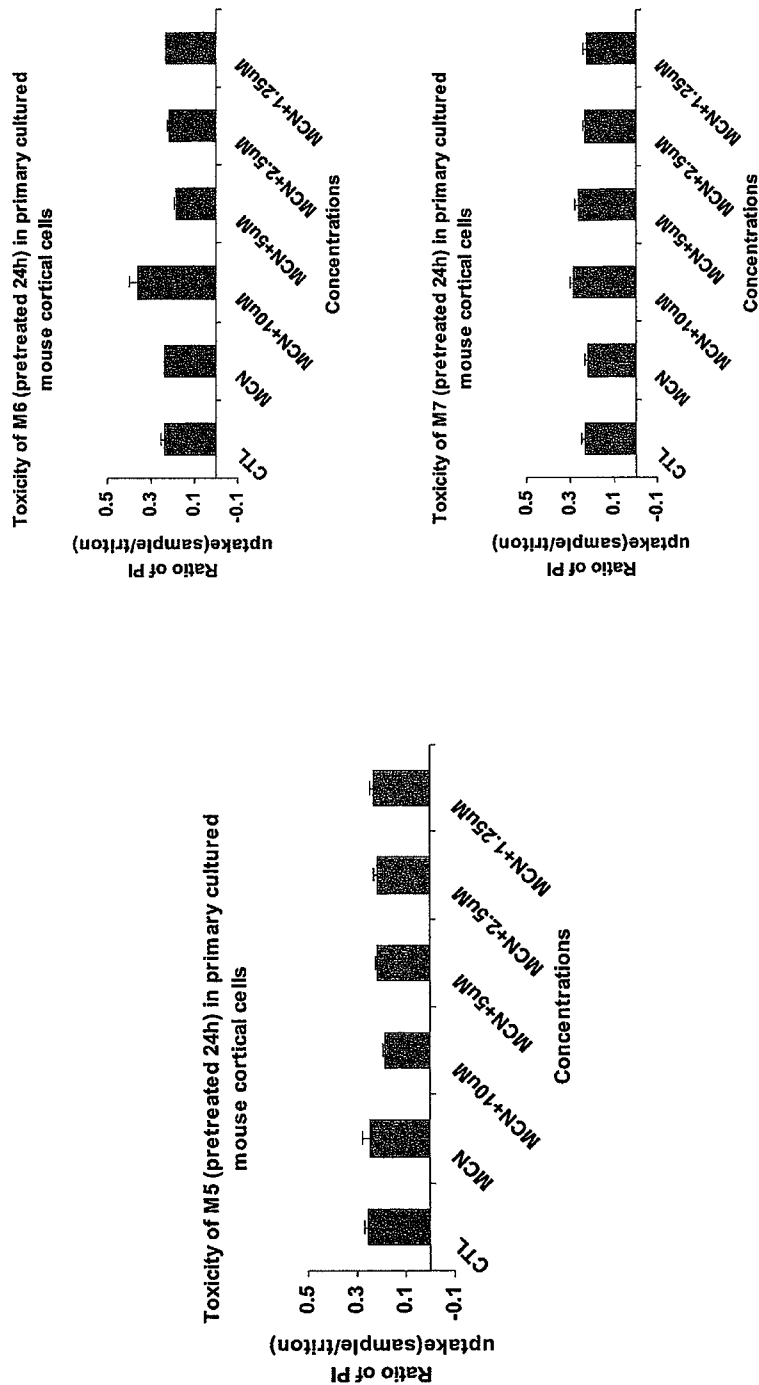 Toxicity of M5 (pretreated 24h) in primary cultured
mouse cortical cells
Ratio of PI
uptake(sample/triton)
0.5
0.3
0.1
-0.1
CTL
MCN
MCN+10uM
MCN+5uM
MCN+2.5uM
MCN+1.25uM
Concentrations
Toxicity of M6 (pretreated 24h) in primary cultured
mouse cortical cells
Ratio of PI
uptake(sample/triton)
0.5
0.3
0.1
-0.1
CTL
MCN
MCN+10uM
MCN+5uM
MCN+2.5uM
MCN+1.25uM
Concentrations
Toxicity of M7 (pretreated 24h) in primary cultured
mouse cortical cells
Ratio of PI
uptake(sample/triton)
0.5
0.3
0.1
-0.1
CTL
MCN
MCN+10uM
MCN+5uM
MCN+2.5uM
MCN+1.25uM
Concentrations